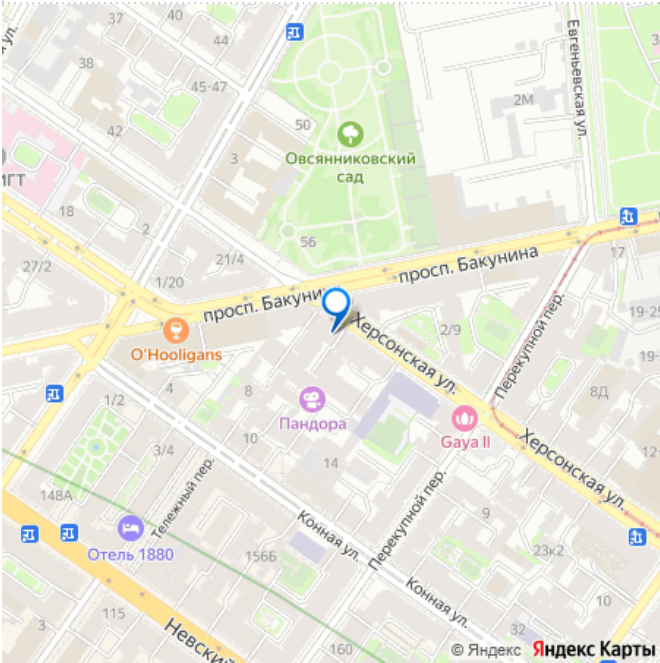 40
44
Евгеньевская ул.
38
45-47
2М
42
50
3
Овсянниковский
сад
18
2
56
17
27/2
21/4
1/20
просп. Бакунина
просп. Бакунина
19-25
O'Hooligans
Херсонская ул.
2/9
Перекупной пер.
4
8
8Д
1/2
Пандора
Gaya II
10
3/4
14
Херсонская ул.
148А
Тележный пер.
Перекупной пер.
9
Отель 1880
Конная ул.
23к2
156Б
Конная ул.
10
115
3
Невский
32
160
© Яндекс Яндекс Карты